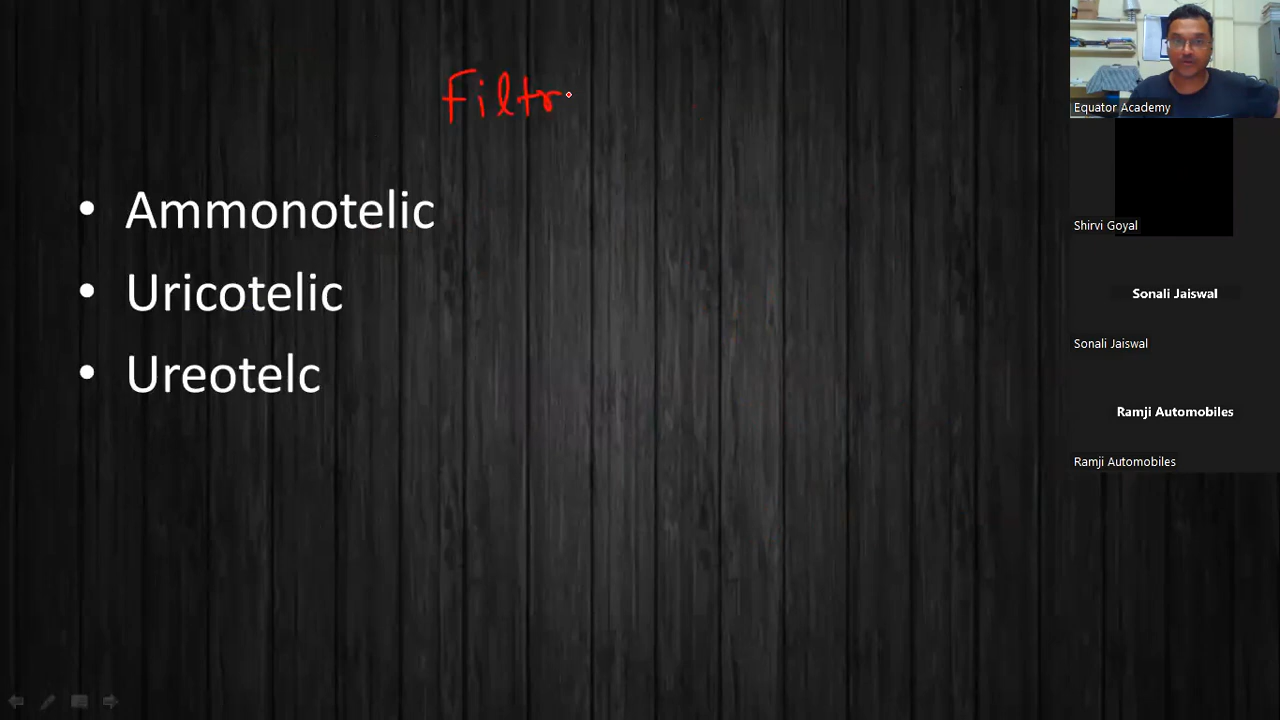 Filtr
• Ammonotelic
• Uricotelic
• Ureotelc
Equator Academy
Shirvi Goyal
Sonali Jaiswal
Sonali Jaiswal
Ramji Automobiles
Ramji Automobiles